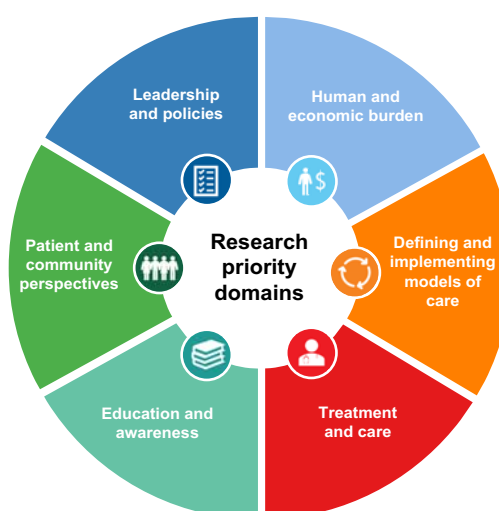 Leadership
and policies
Human and
economic burden
Patient and
community
perspectives
Research
priority
domains
Defining and
implementing
models of
care
Education and
awareness
Treatment
and care
$